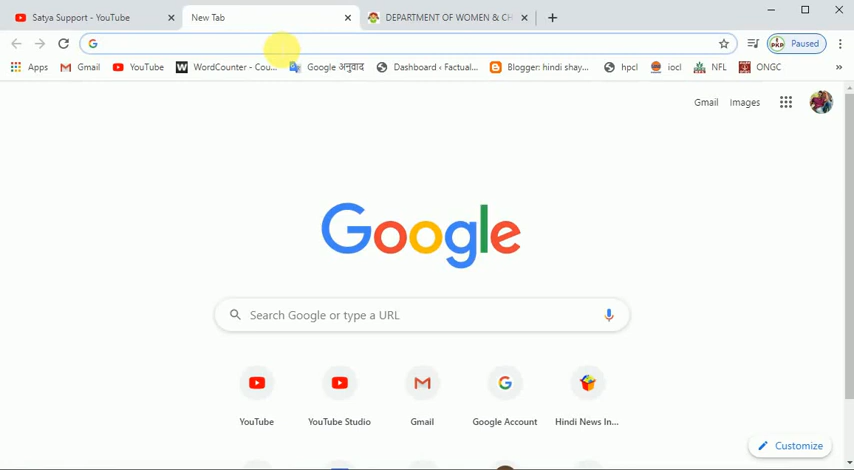 Satya Support - YouTube
New Tab
DEPARTMENT OF WOMEN & CH
PKP Paused
Apps Gmail YouTube WordCounter - Cou... Google अनुवाद Dashboard ‹ Factual... Blogger: hindi shay... hpcl iocl NFL ONGC »
Gmail Images
Google
Search Google or type a URL
YouTube YouTube Studio Gmail Google Account Hindi News In...
Customize